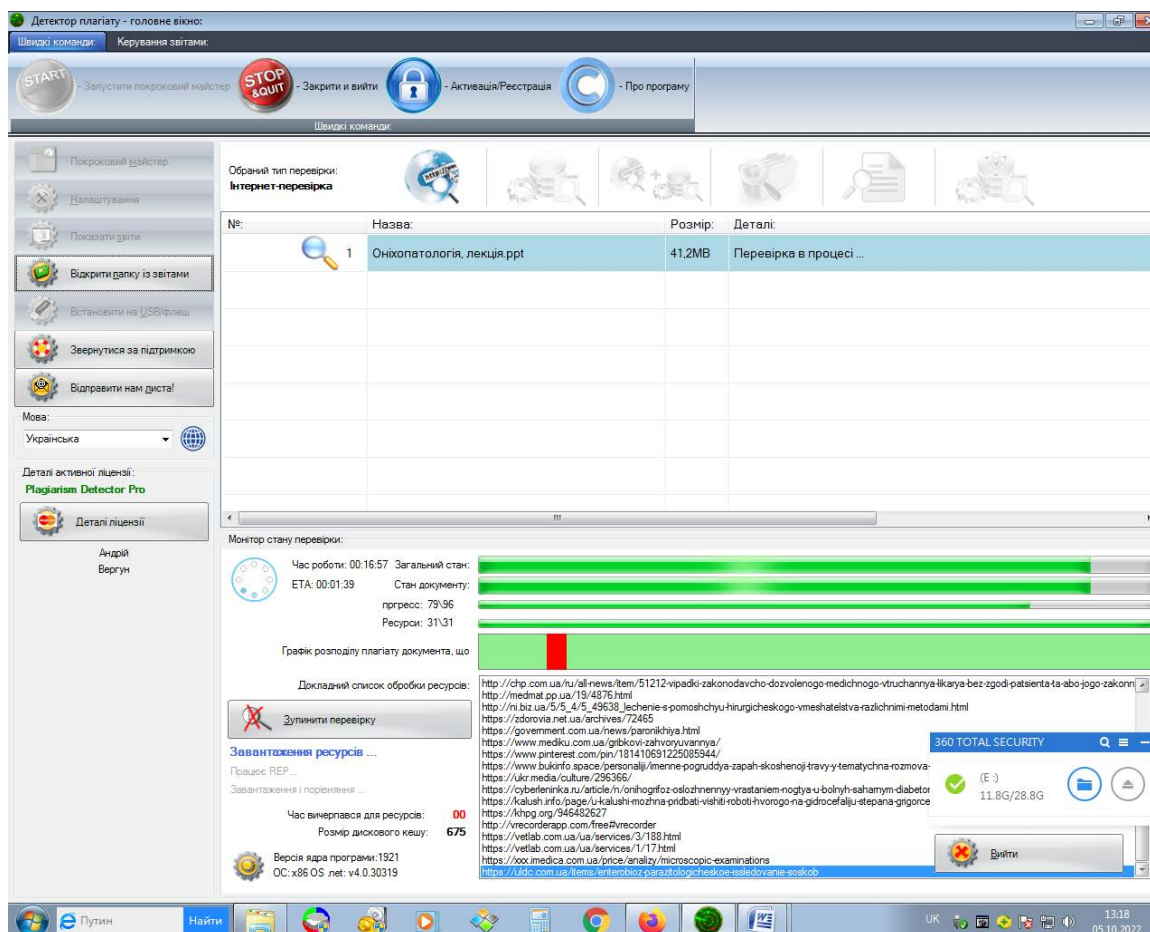 Детектор плагіату - головне вікно:
Швидкі команди: Керування звітами:
START - Запустити покроковий майстер STOP &QUIT - Закрити и вийти - Активація/Реєстрація C - Про програму
Швидкі команди:
Покроковий майстер
Налаштування
Показати звіти
Відкрити папку із звітами
Встановити на USB/флеш
Звернутися за підтримкою
Відправити нам листа!
Мова:
Українська
Деталі активної ліцензії:
Plagiarism Detector Pro
Деталі ліцензії
Андрій
Вергун
Обраний тип перевірки:
Інтернет-перевірка
№: Назва: Розмір: Деталі:
1 Оніхопатологія, лекція.ppt 41,2MB Перевірка в процесі ...
Монітор стану перевірки:
Час роботи: 00:16:57 Загальний стан:
ETA: 00:01:39 Стан документу:
пргресс: 79\96
Ресурси: 31\31
Графік розподілу плагіату документа, що
Докладний список обробки ресурсів:
Зупинити перевірку
Завантаження ресурсів ...
Працює REP...
Завантаження і порівняння ...
Час вичерпався для ресурсів: 00
Розмір дискового кешу: 675
Версія ядра програми:1921
ОС: x86 OS .net: v4.0.30319
http://chp.com.ua/ru/all-news/item/51212-vipadki-zakonodavcho-dozvolenogo-medichnogo-vtruchannya-likarya-bez-zgodi-patsienta-ta-abo-jogo-zakonn
http://medmat.pp.ua/19/4876.html
http://ni.biz.ua/5/5_4/5_49638_lechenie-s-pomoshchyu-hirurgicheskogo-vmeshatelstva-razlichnimi-metodami.html
https://zdorovia.net.ua/archives/72465
https://government.com.ua/news/paronikhiya.html
https://www.mediku.com.ua/gribkovi-zahvoryuvannya/
https://www.pinterest.com/pin/181410691225085944/
https://www.bukinfo.space/personaliji/imenne-pogruddya-zapah-skoshenoji-travy-y-tematychna-rozmova-
https://ukr.media/culture/296366/
https://cyberleninka.ru/article/n/onihogrifoz-oslozhnennyy-vrastaniem-nogtya-u-bolnyh-saharnym-diabetor
https://kalush.info/page/u-kalushi-mozhna-pridbati-vishiti-roboti-hvorogo-na-gidrocefaliju-stepana-grigorce
https://khpg.org/946482627
http://vrecorderapp.com/free#vrecorder
https://vetlab.com.ua/ua/services/3/188.html
https://vetlab.com.ua/ua/services/1/17.html
https://xxx.imedica.com.ua/price/analizy/microscopic-examinations
https://uldc.com.ua/items/enterobioz-parazitologicheskoe-issledovanie-soskob
360 TOTAL SECURITY
(E :)
11.8G/28.8G
Вийти
Путин Найти
UK 13:18
05.10.2022